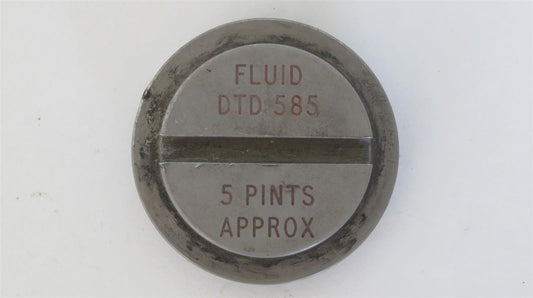 FLUID
DTD 585
5 PINTS
APPROX